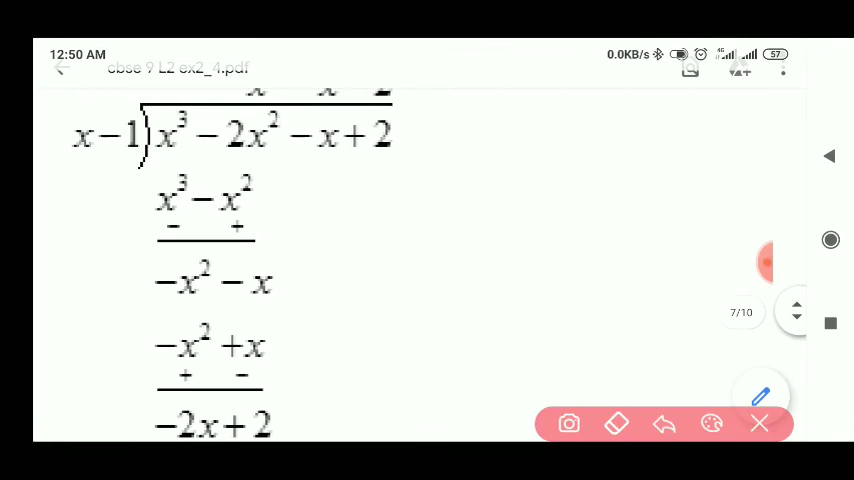 12:50 AM 0.0KB/s 4G 57
cbse 9 L2 ex2_4.pdf
x−1)x³ − 2x² − x + 2
x³ − x²
− +
−x² − x
−x² + x
+ −
−2x + 2
7/10